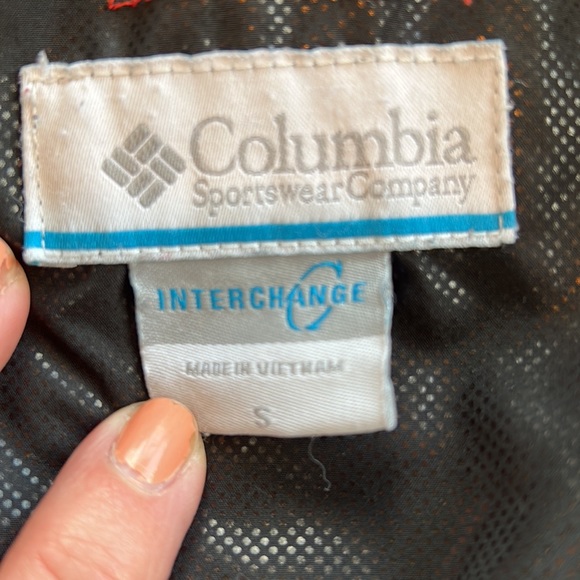 Columbia
Sportswear Company
INTERCHANGE
MADE IN VIETNAM
S